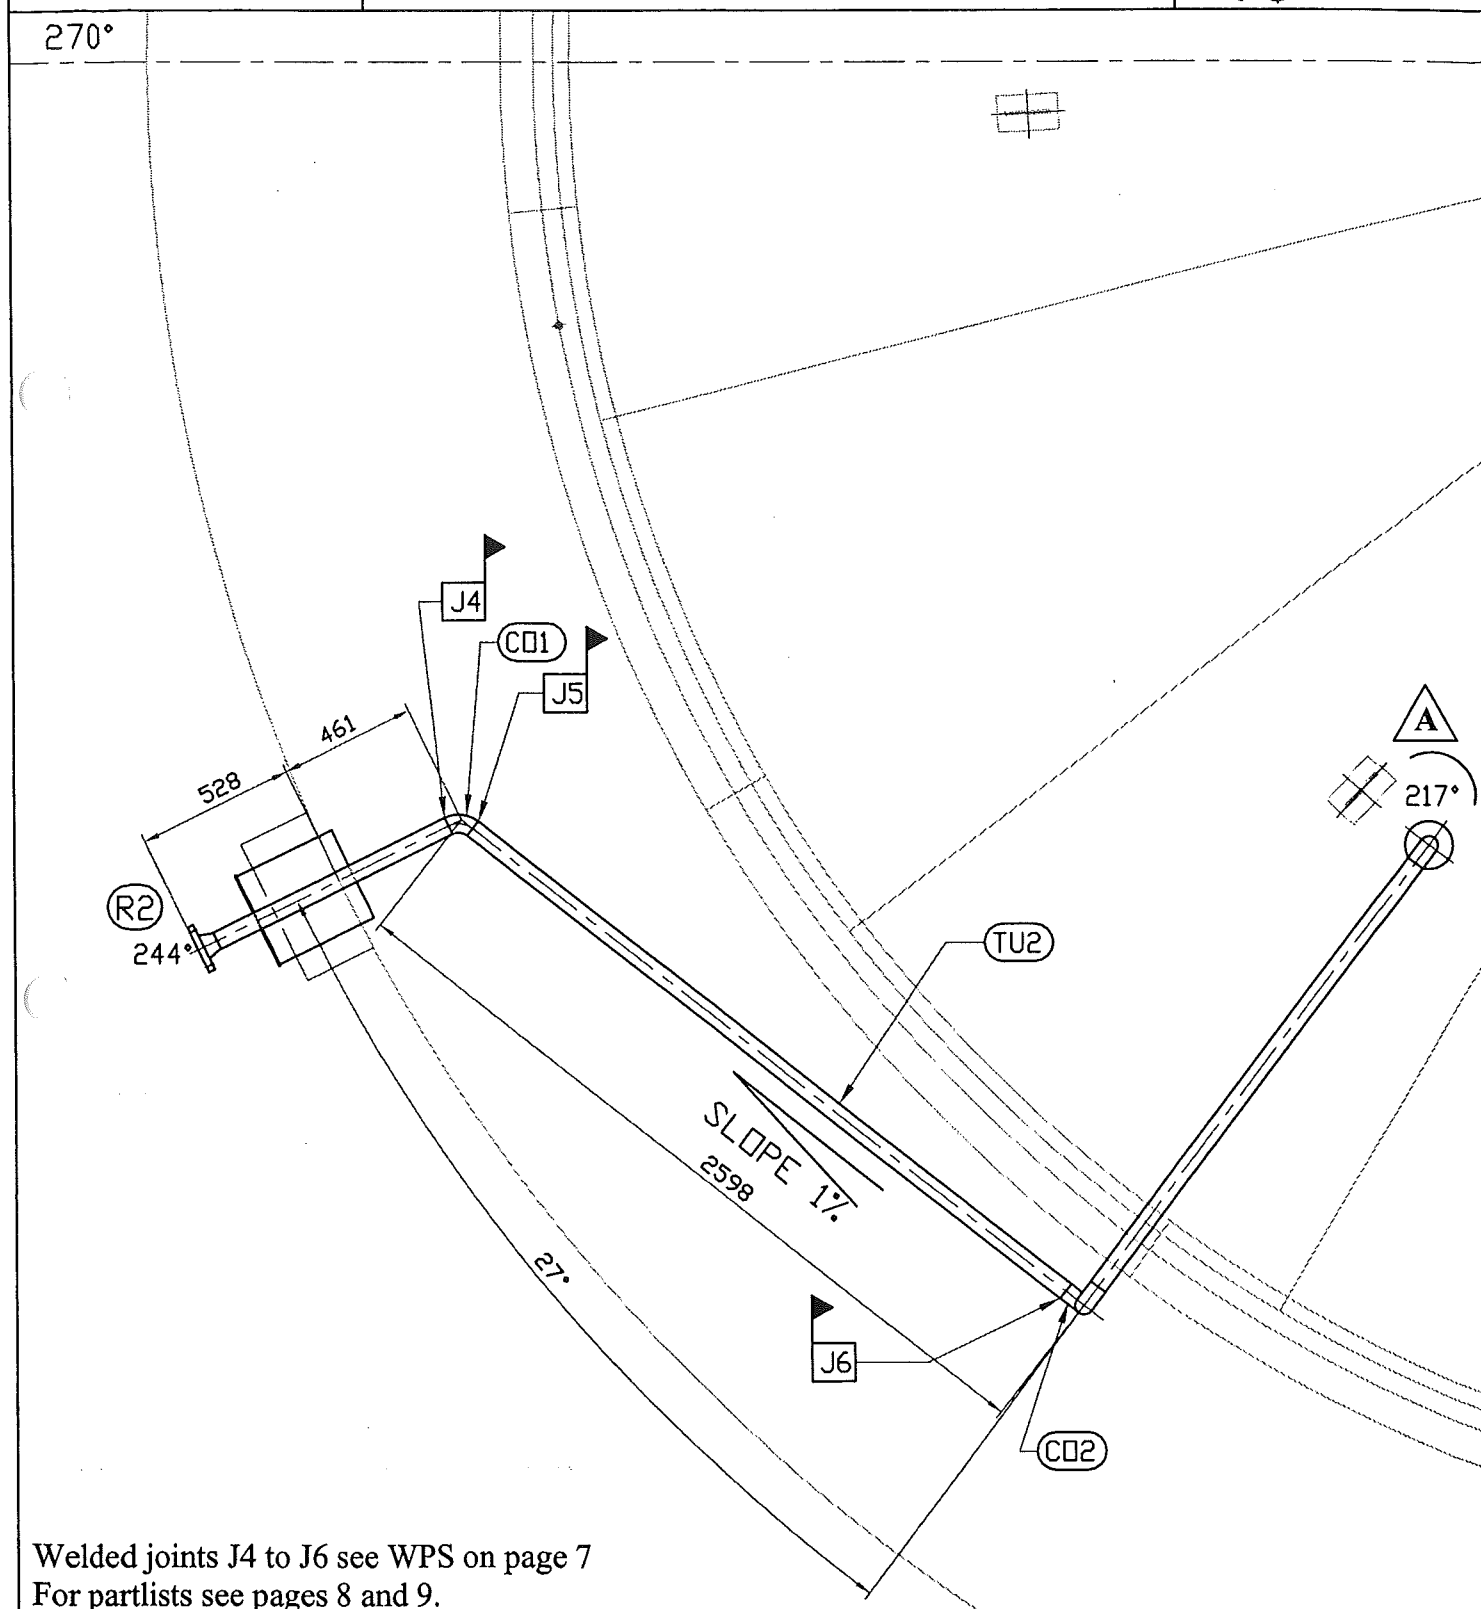 270°
J4
CO1
J5
461
528
A
217°
R2
244°
TU2
SLOPE 1%
2598
27°
J6
CO2
Welded joints J4 to J6 see WPS on page 7
For partlists see pages 8 and 9.